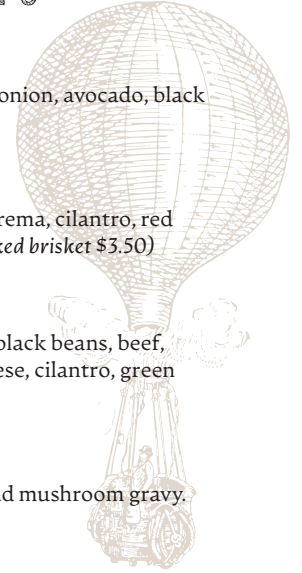 onion, avocado, black
rema, cilantro, red
ked brisket $3.50)
black beans, beef,
ese, cilantro, green
d mushroom gravy.